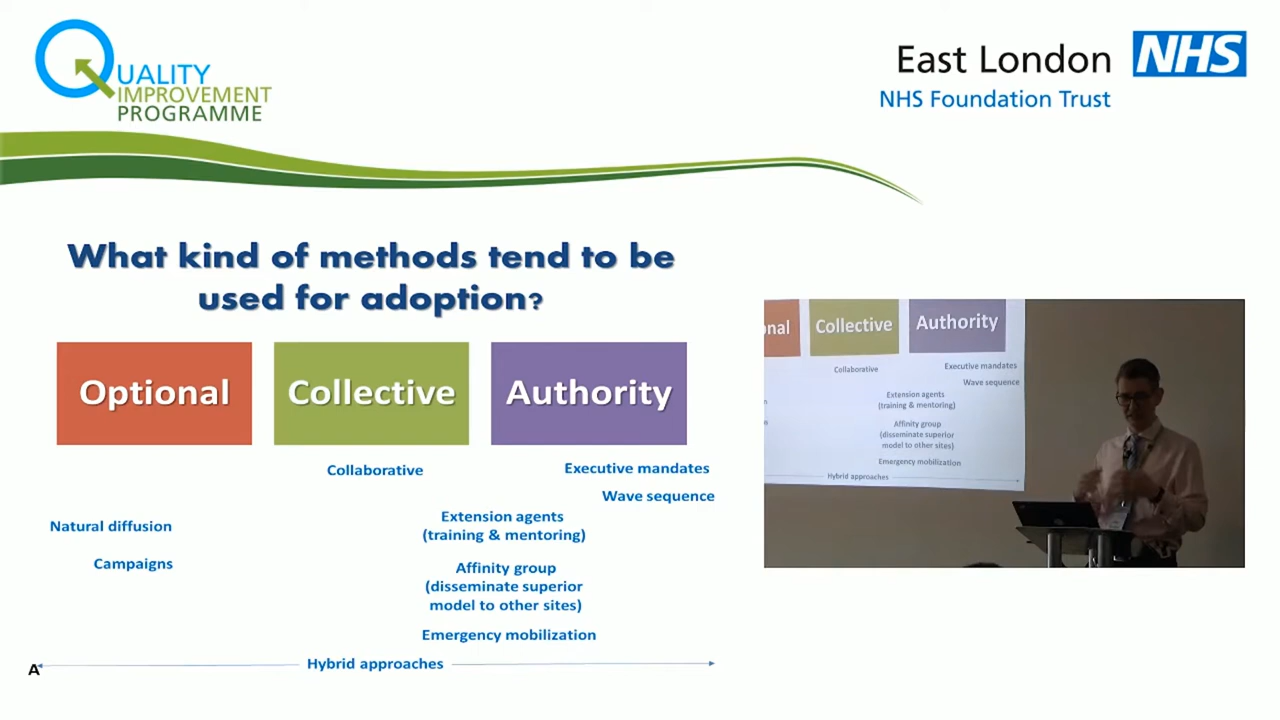 QUALITY
IMPROVEMENT
PROGRAMME
East London NHS
NHS Foundation Trust
What kind of methods tend to be
used for adoption?
Optional
Collective
Authority
Collaborative
Executive mandates
Wave sequence
Natural diffusion
Extension agents
(training & mentoring)
Campaigns
Affinity group
(disseminate superior
model to other sites)
Emergency mobilization
Hybrid approaches
A
onal
Collective
Authority
Collaborative
Executive mandates
Wave sequence
Extension agents
(training & mentoring)
Affinity group
(disseminate superior
model to other sites)
Emergency mobilization
Hybrid approaches